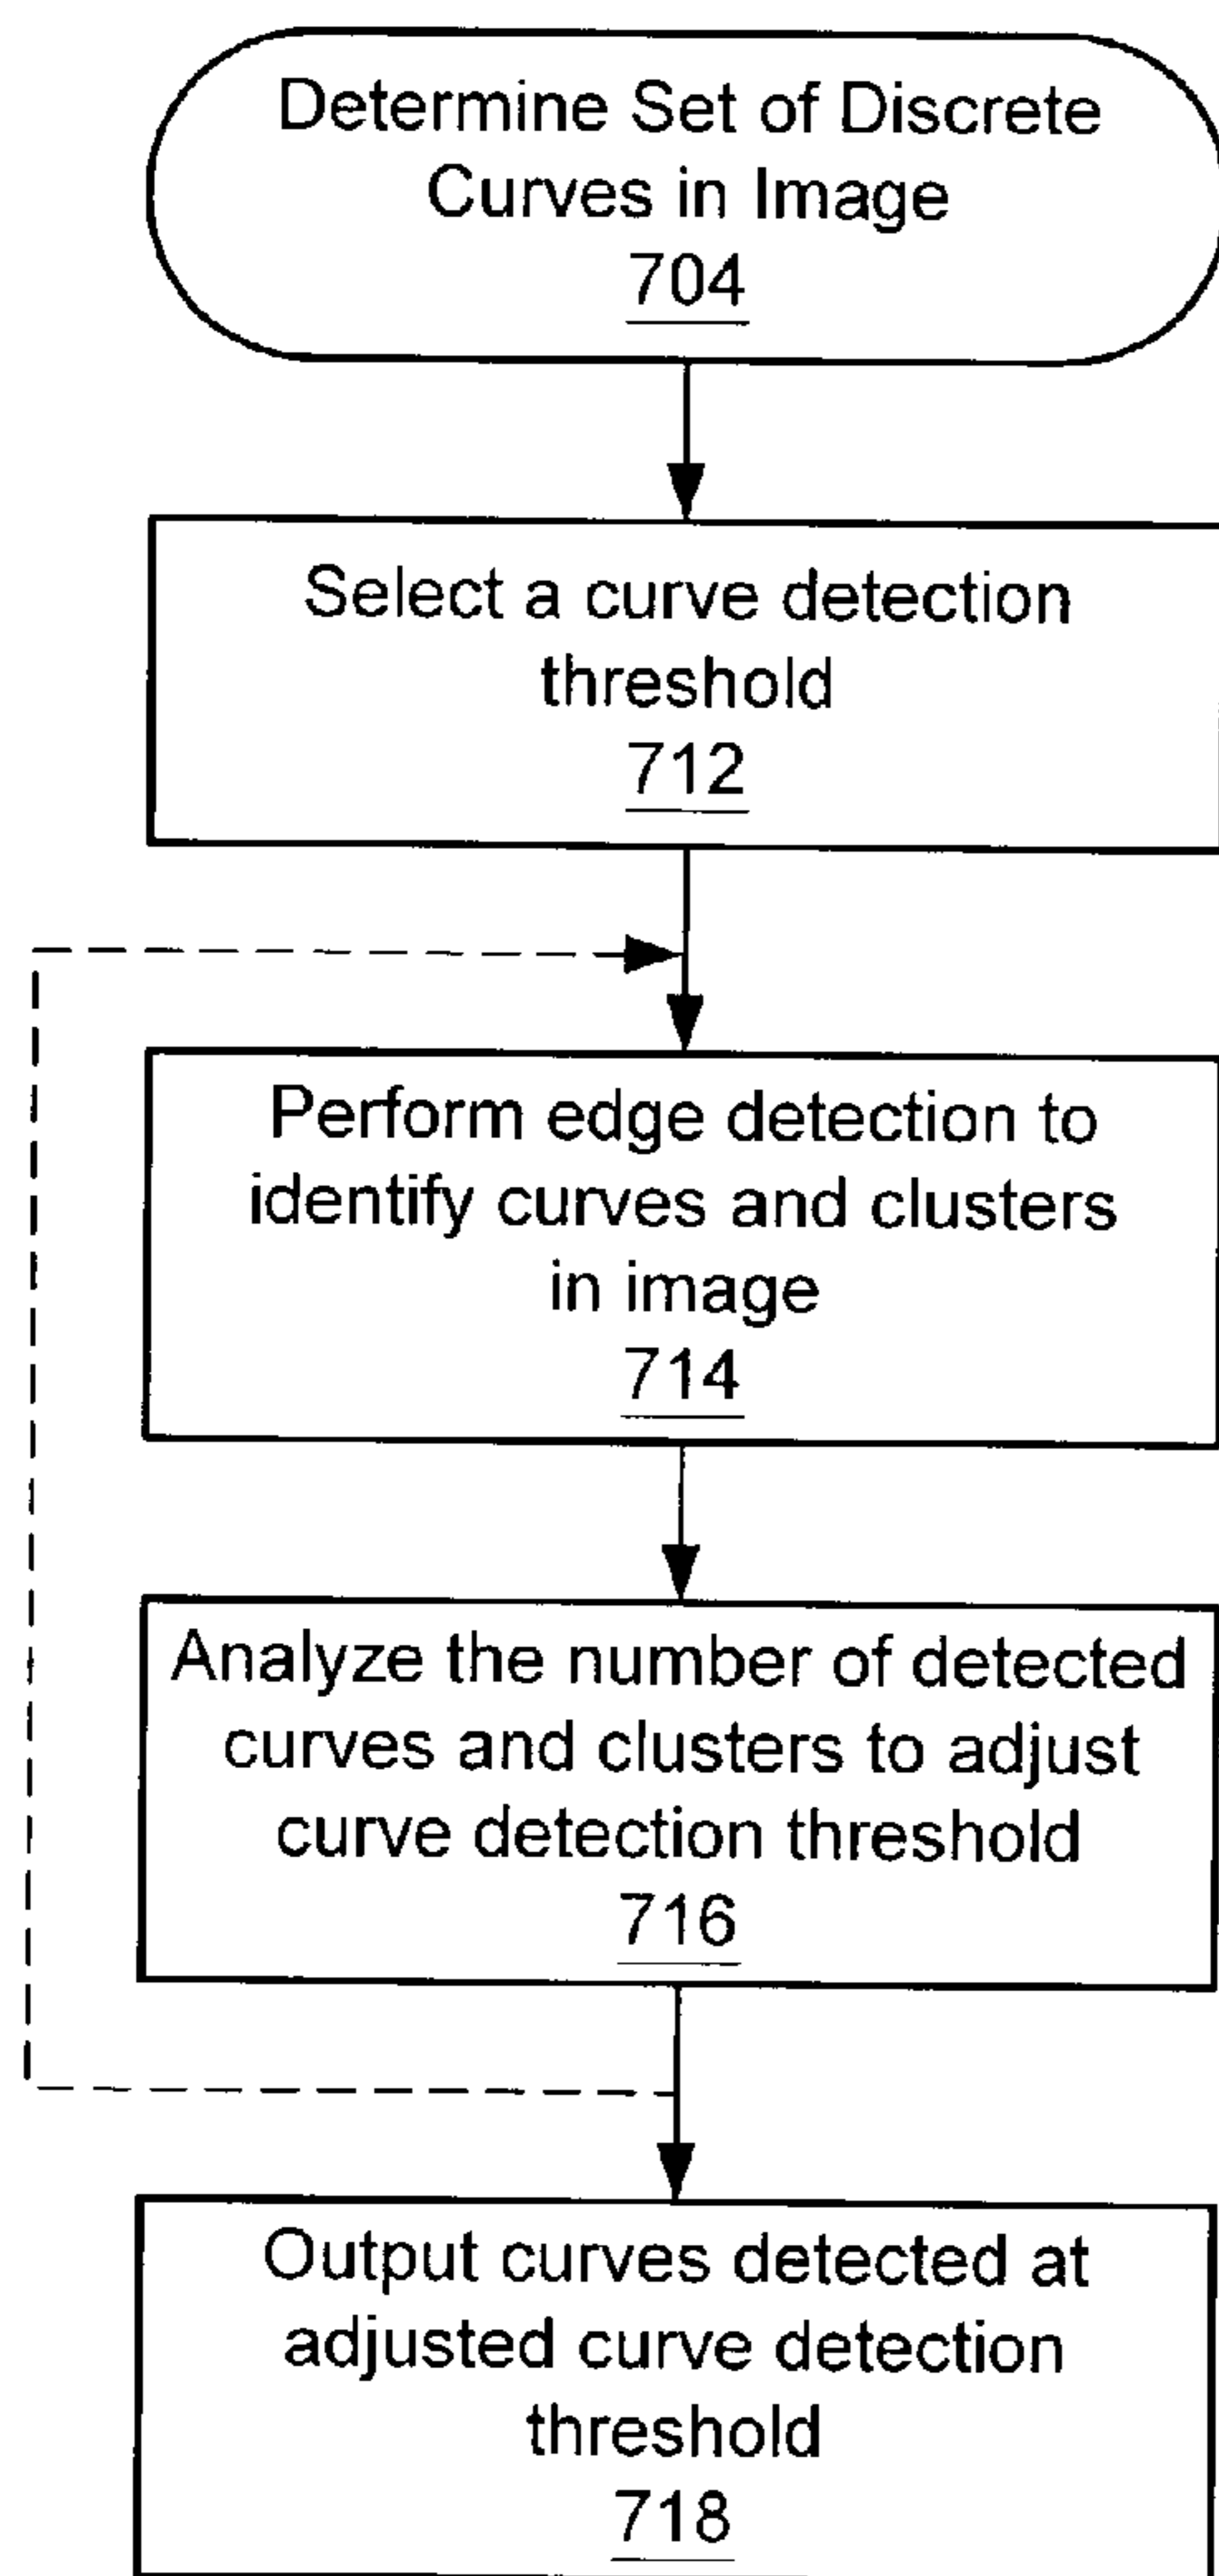 Determine Set of Discrete
Curves in Image
704
Select a curve detection
threshold
712
Perform edge detection to
identify curves and clusters
in image
714
Analyze the number of detected
curves and clusters to adjust
curve detection threshold
716
Output curves detected at
adjusted curve detection
threshold
718